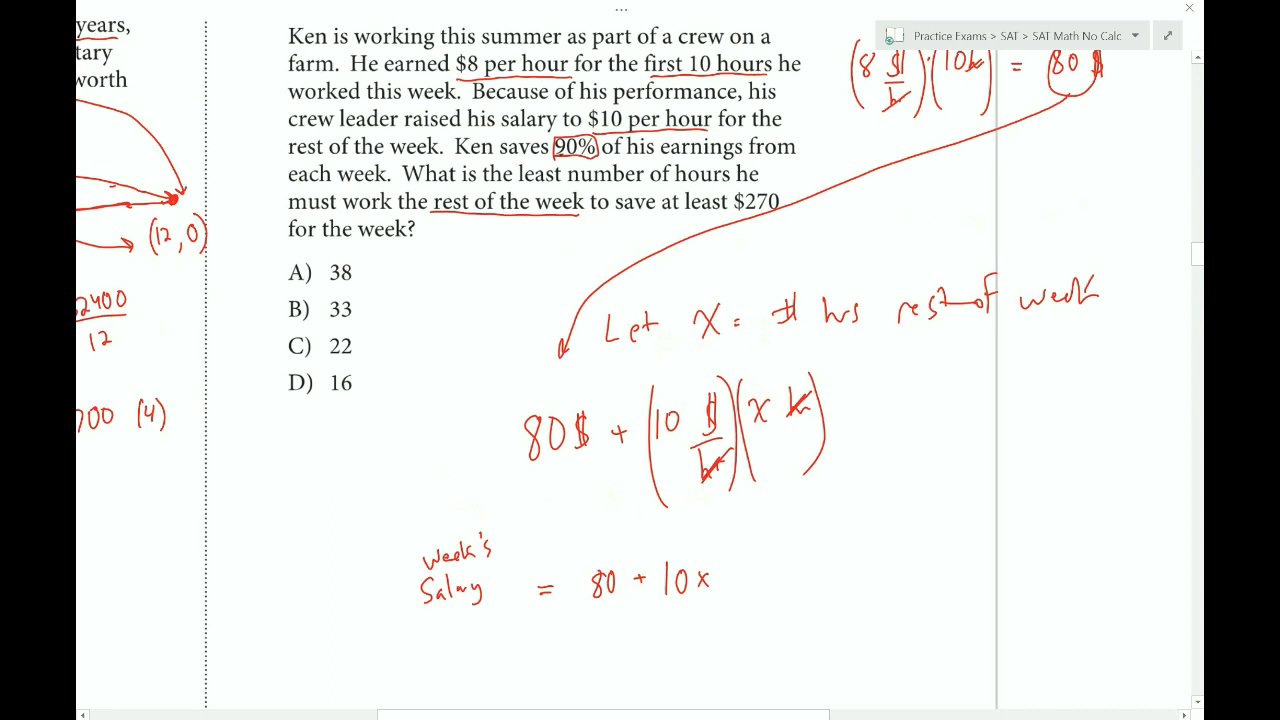 ...
years,
tary
worth
(12, 0)
2400
12
700 (4)
Practice Exams > SAT > SAT Math No Calc
Ken is working this summer as part of a crew on a
farm. He earned $8 per hour for the first 10 hours he
worked this week. Because of his performance, his
crew leader raised his salary to $10 per hour for the
rest of the week. Ken saves 90% of his earnings from
each week. What is the least number of hours he
must work the rest of the week to save at least $270
for the week?
A) 38
B) 33
C) 22
D) 16
(8 $/hr) · (10 h) = 80 $
Let x = # hrs rest of week
80 $ + (10 $/hr) (x h)
week's
Salary = 80 + 10x